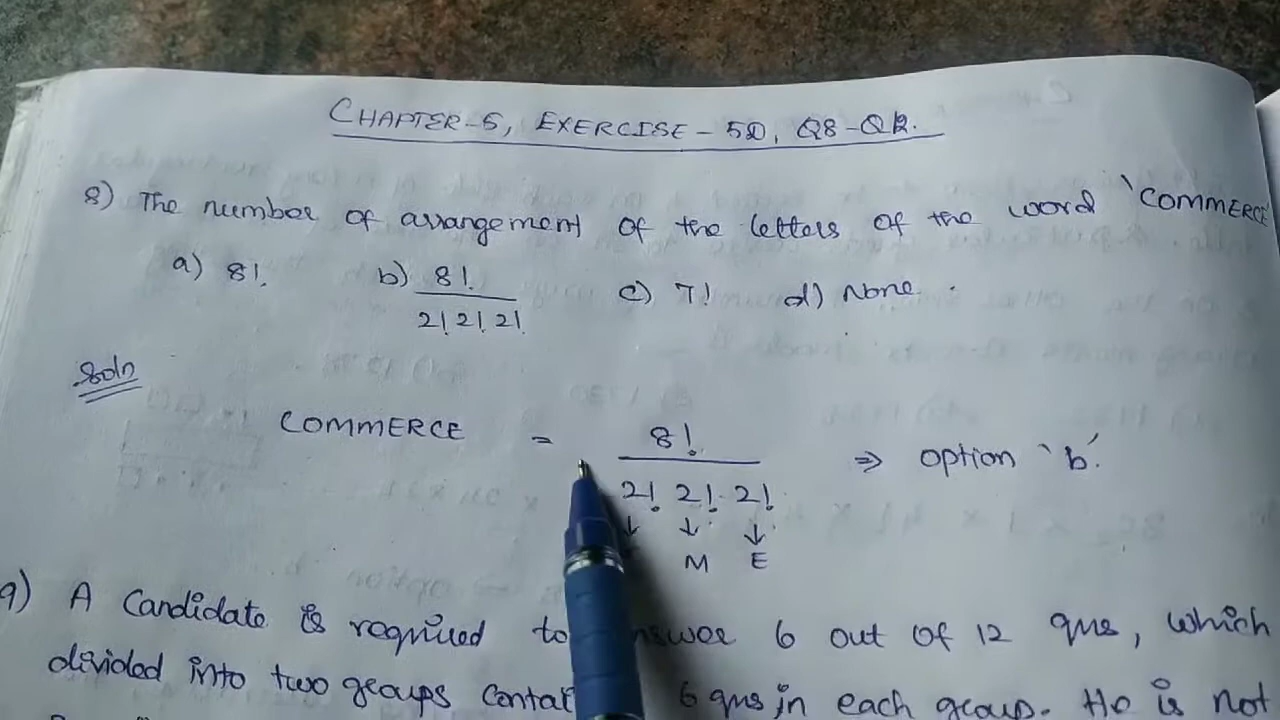 CHAPTER-5, EXERCISE - 5D, Q8-Q12.
8) The number of arrangement of the letters of the word 'COMMERCE
a) 8! b) 8! c) 7! d) None.
2! 2! 2!
Soln
COMMERCE = 8! ⇒ option 'b'.
2! 2! 2!
↓ ↓ ↓
M E
9) A Candidate is required to 6 out of 12 qns, which
divided into two groups 6 qns in each group. He is not